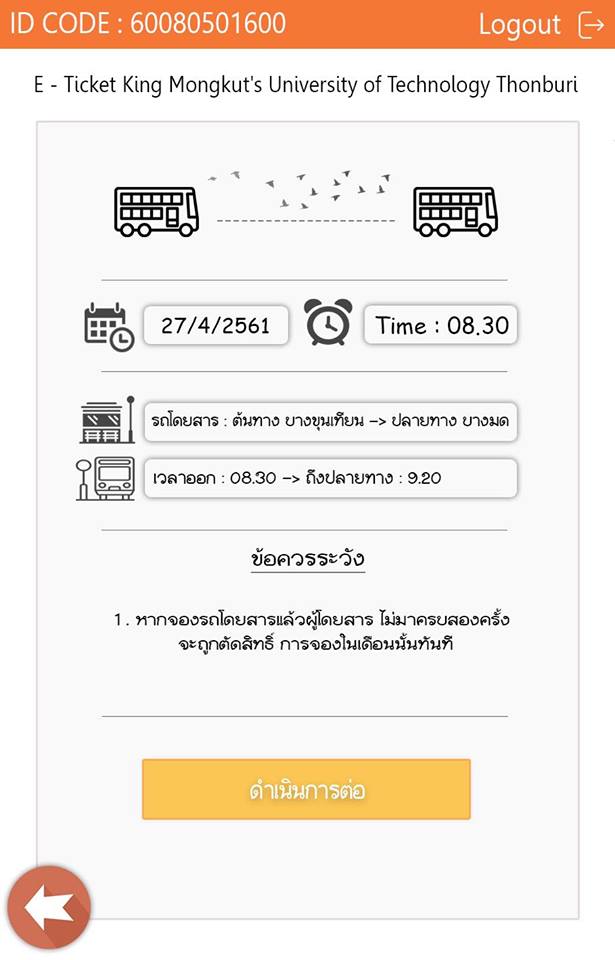 ID CODE : 60080501600 Logout
E - Ticket King Mongkut's University of Technology Thonburi
27/4/2561 Time : 08.30
รถโดยสาร : ต้นทาง บางขุนเทียน -> ปลายทาง บางมด
เวลาออก : 08.30 -> ถึงปลายทาง : 9.20
ข้อควรระวัง
1. หากจองรถโดยสารแล้วผู้โดยสาร ไม่มาครบสองครั้ง
จะถูกตัดสิทธิ์ การจองในเดือนนั้นทันที
ดำเนินการต่อ